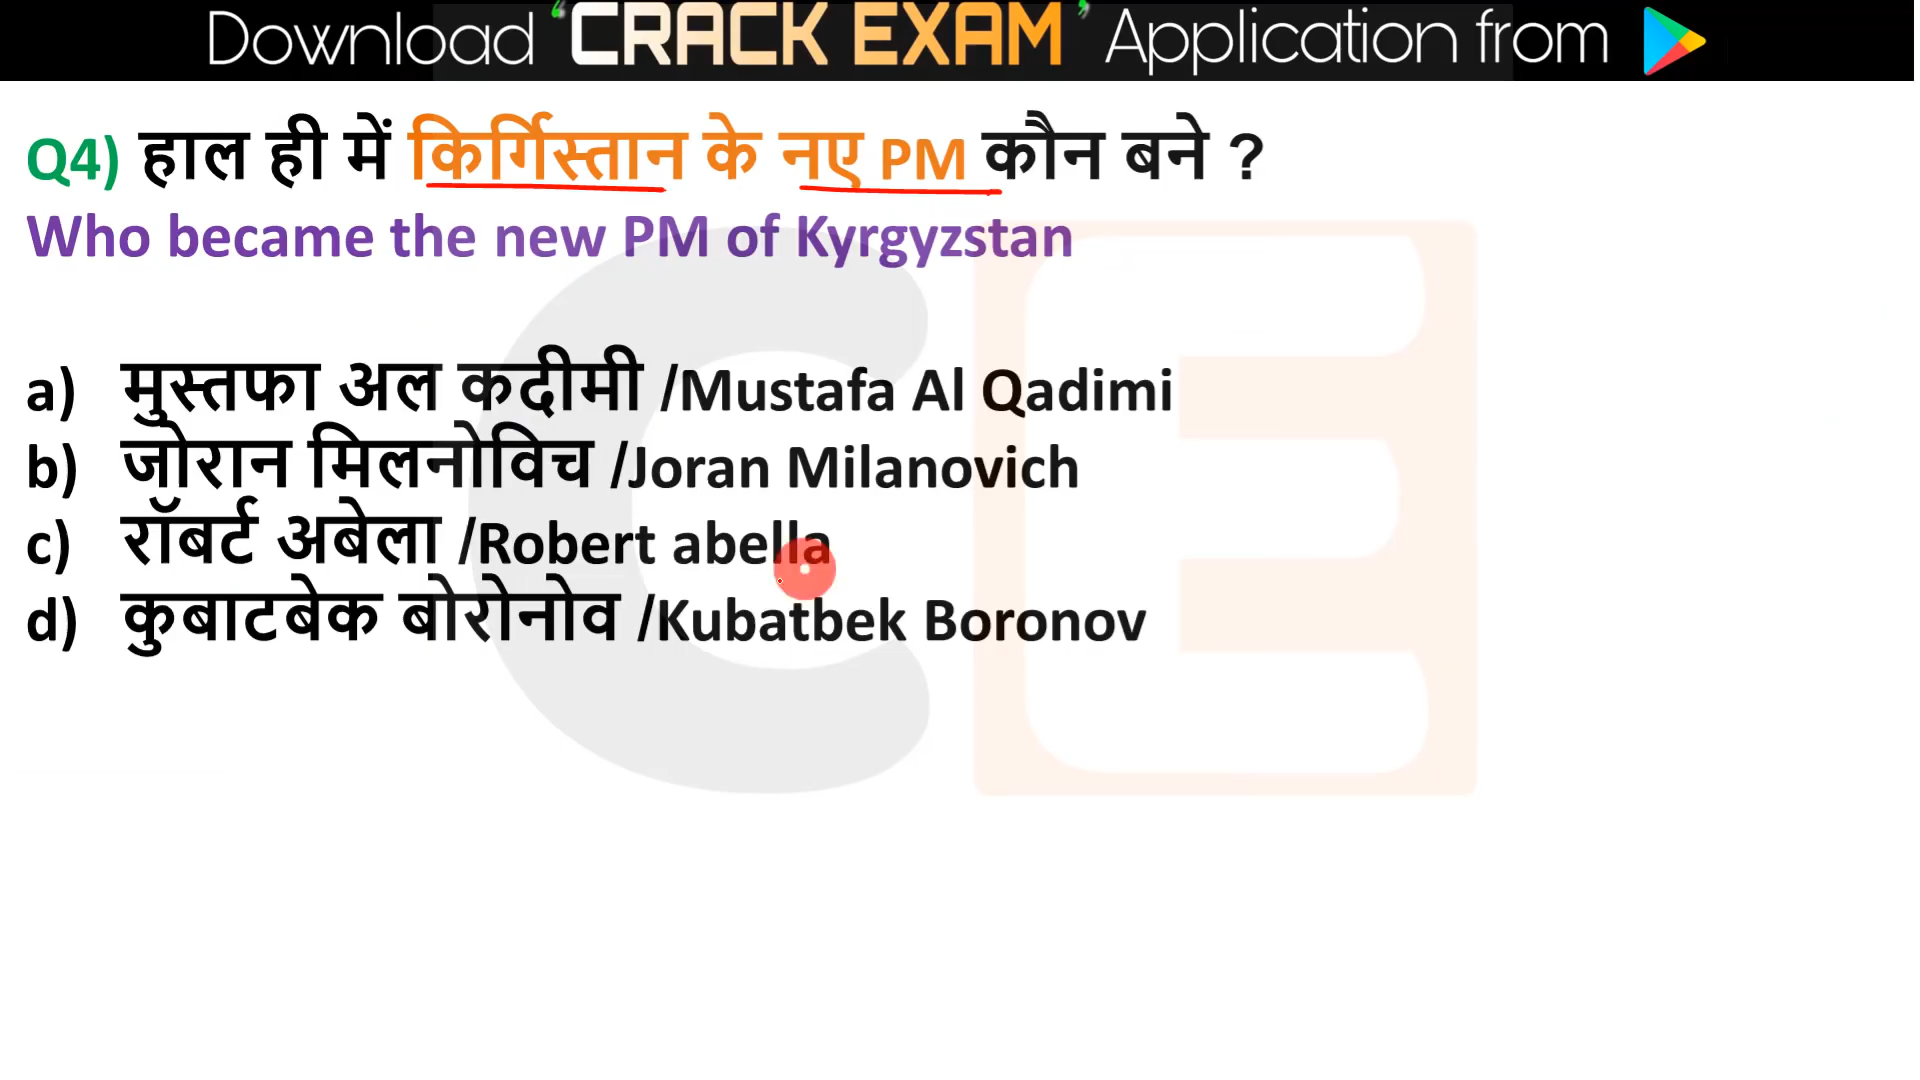 Download ‘CRACK EXAM’ Application from
Q4) हाल ही में किर्गिस्तान के नए PM कौन बने ?
Who became the new PM of Kyrgyzstan
a) मुस्तफा अल कदीमी /Mustafa Al Qadimi
b) जोरान मिलनोविच /Joran Milanovich
c) रॉबर्ट अबेला /Robert abella
d) कुबाटबेक बोरोनोव /Kubatbek Boronov
CE